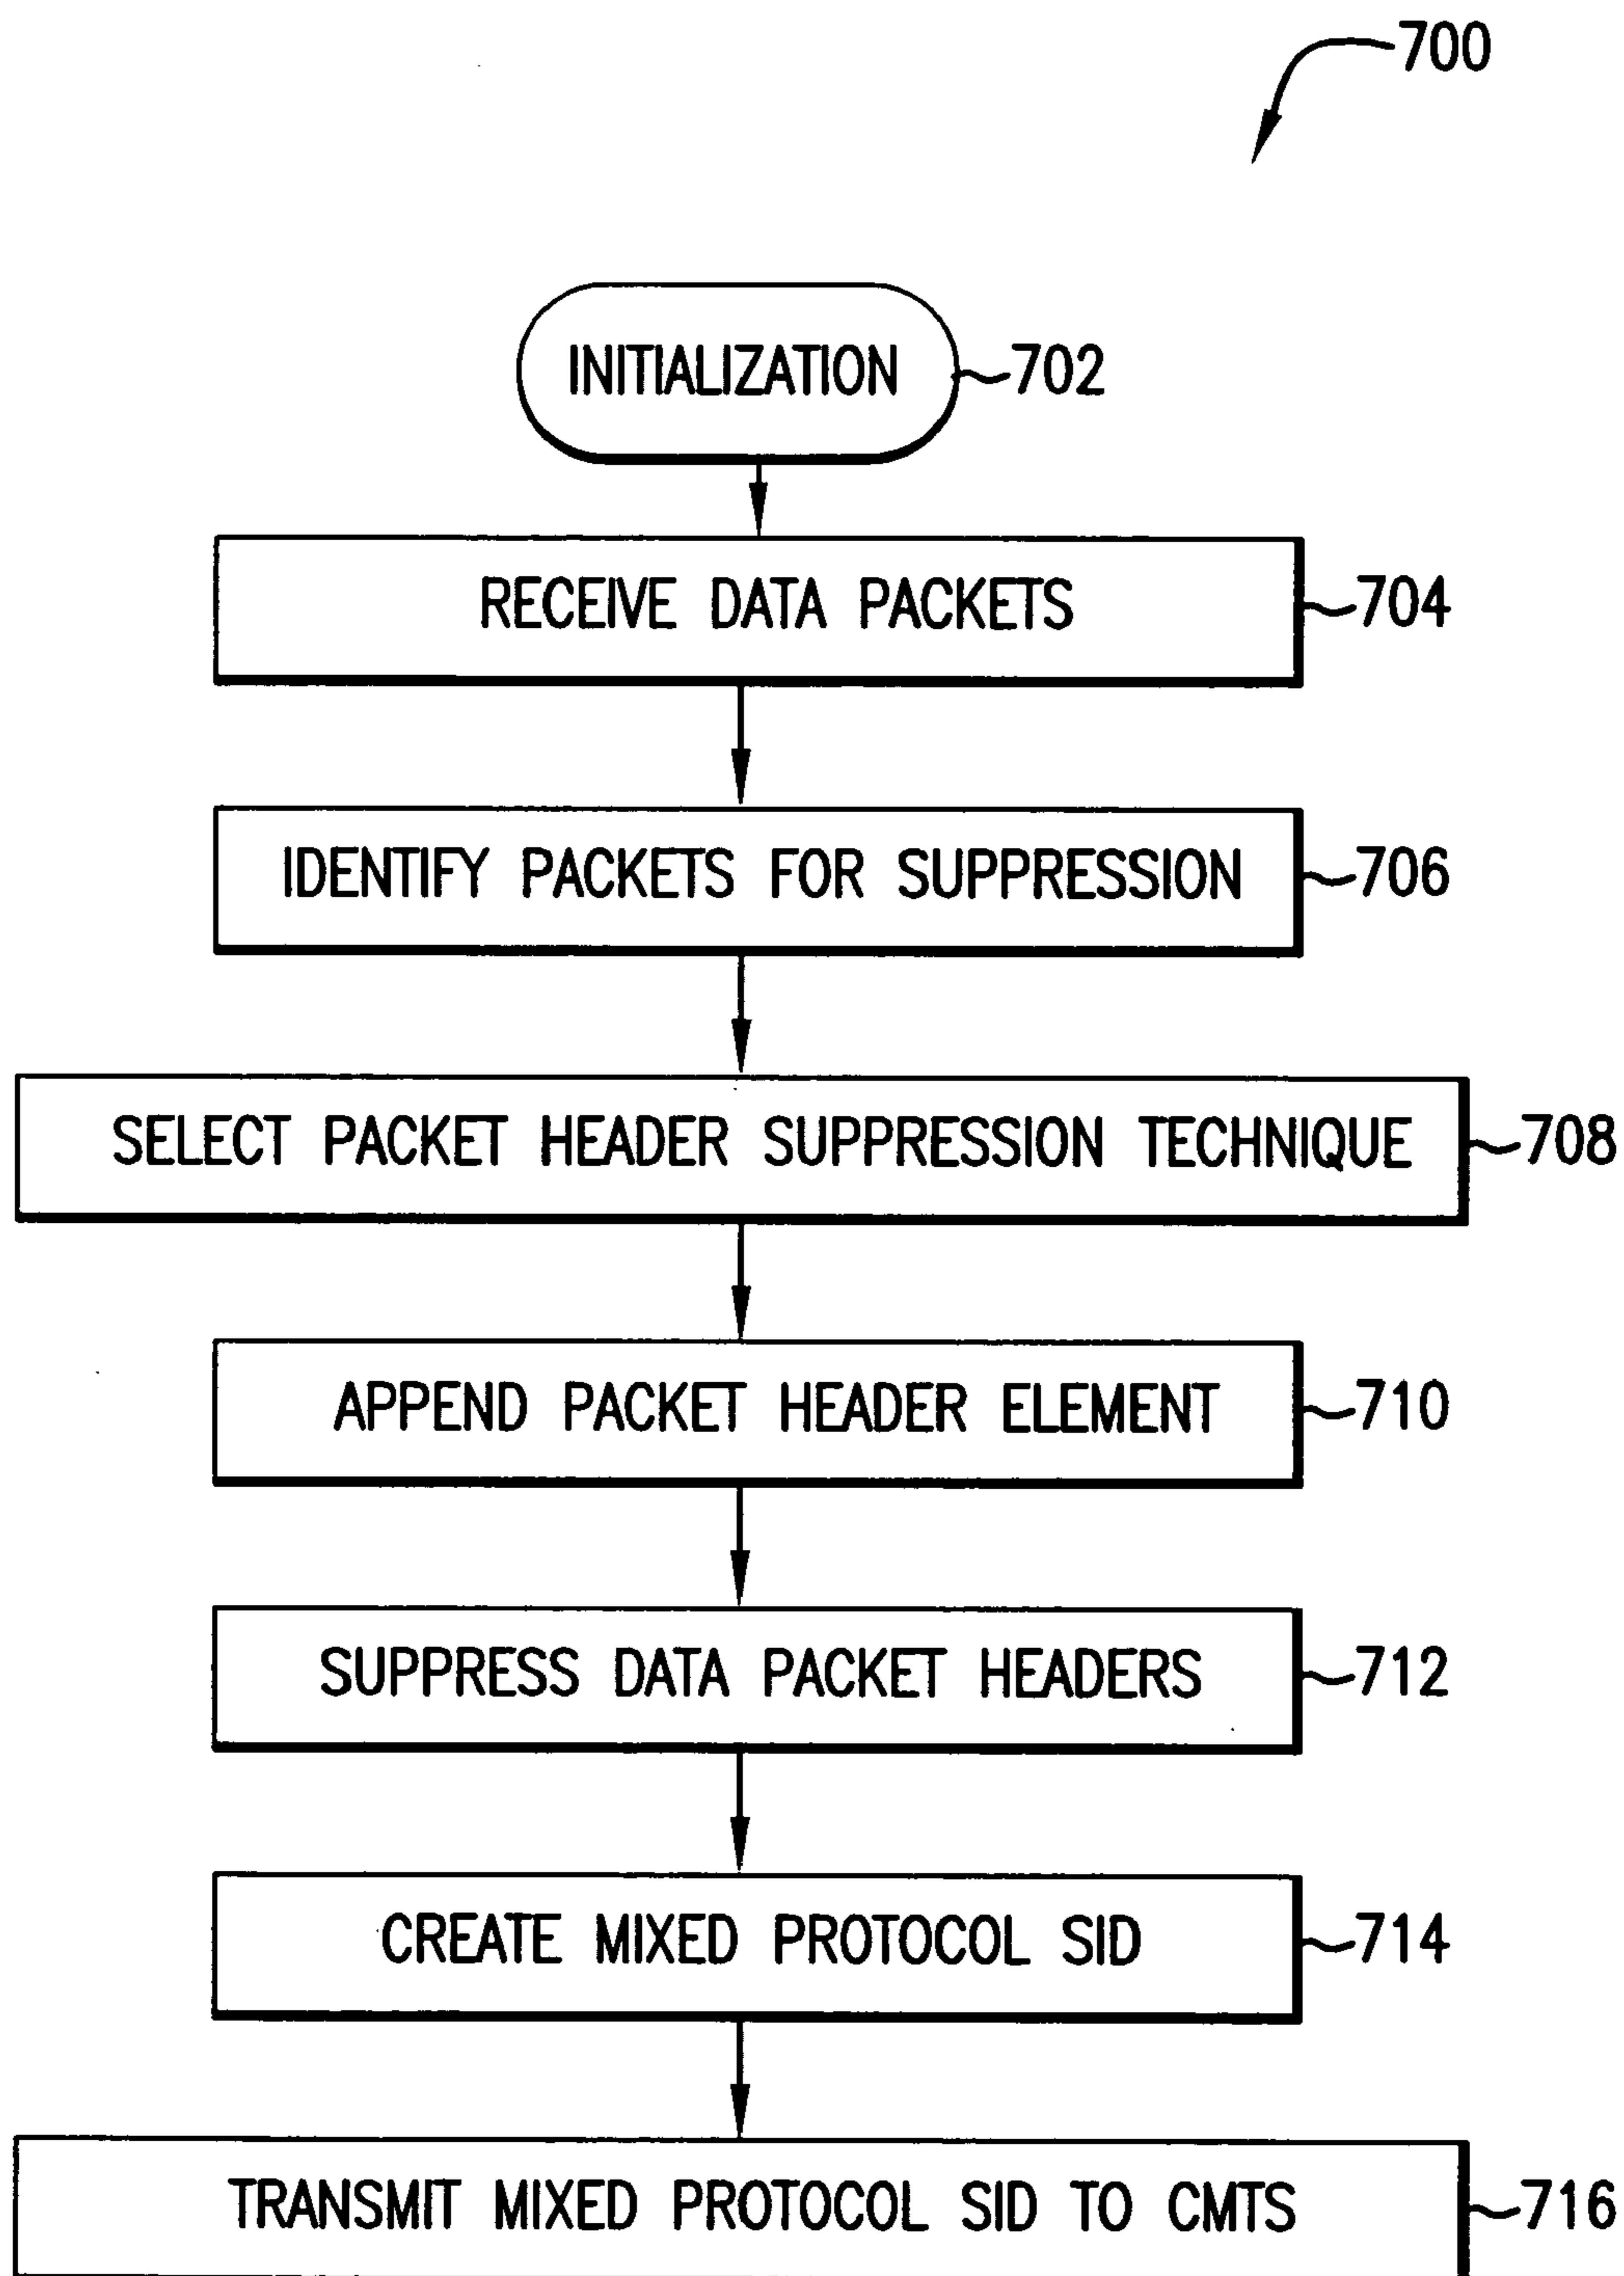 700
INITIALIZATION 702
RECEIVE DATA PACKETS 704
IDENTIFY PACKETS FOR SUPPRESSION 706
SELECT PACKET HEADER SUPPRESSION TECHNIQUE 708
APPEND PACKET HEADER ELEMENT 710
SUPPRESS DATA PACKET HEADERS 712
CREATE MIXED PROTOCOL SID 714
TRANSMIT MIXED PROTOCOL SID TO CMTS 716